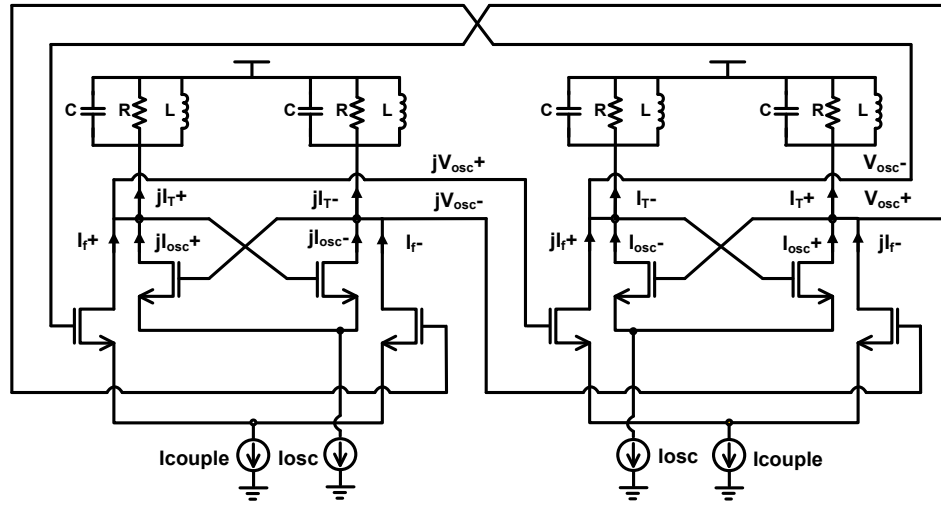 C R L C R L C R L C R L
jVosc+ Vosc-
jIT+ jIT- jVosc- IT- IT+ Vosc+
If+ jIosc+ jIosc- If- jIf+ Iosc- Iosc+ jIf-
Icouple Iosc Iosc Icouple